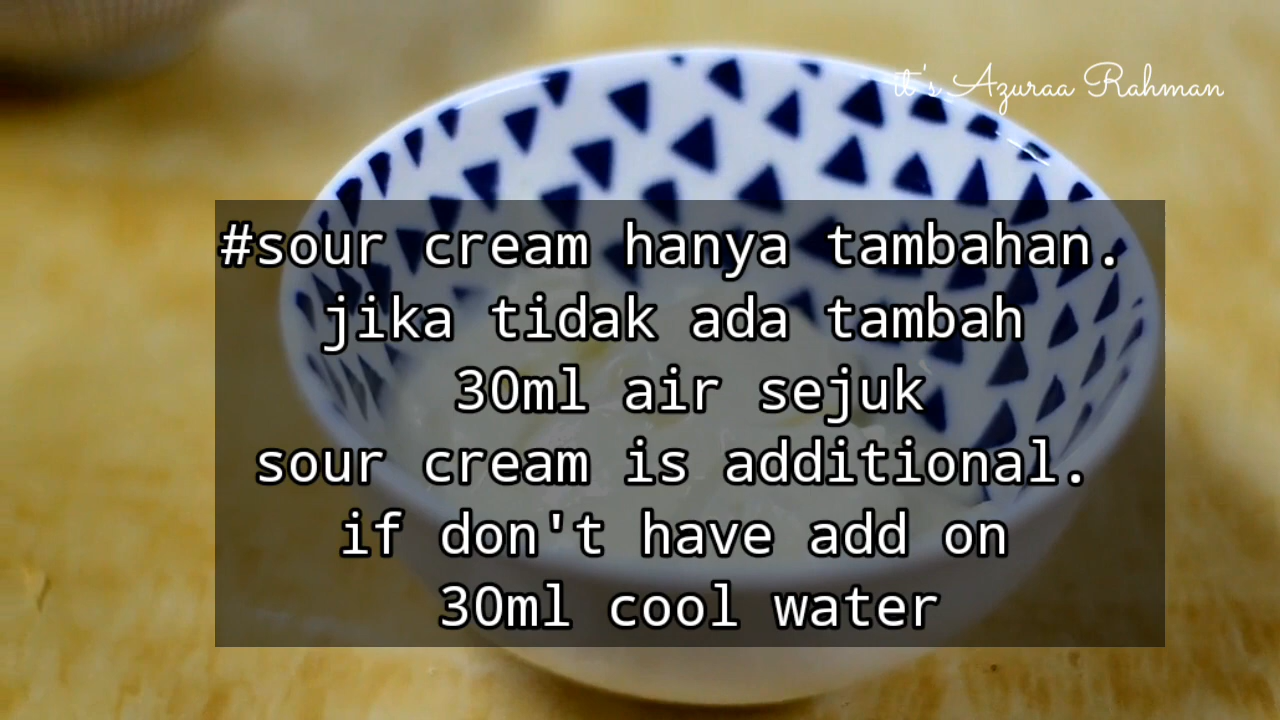 it's Azuraa Rahman
#sour cream hanya tambahan.
jika tidak ada tambah
30ml air sejuk
sour cream is additional.
if don't have add on
30ml cool water